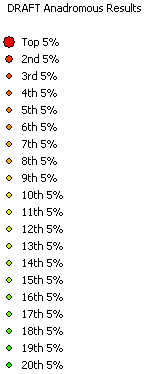 DRAFT Anadromous Results
Top 5%
2nd 5%
3rd 5%
4th 5%
5th 5%
6th 5%
7th 5%
8th 5%
9th 5%
10th 5%
11th 5%
12th 5%
13th 5%
14th 5%
15th 5%
16th 5%
17th 5%
18th 5%
19th 5%
20th 5%